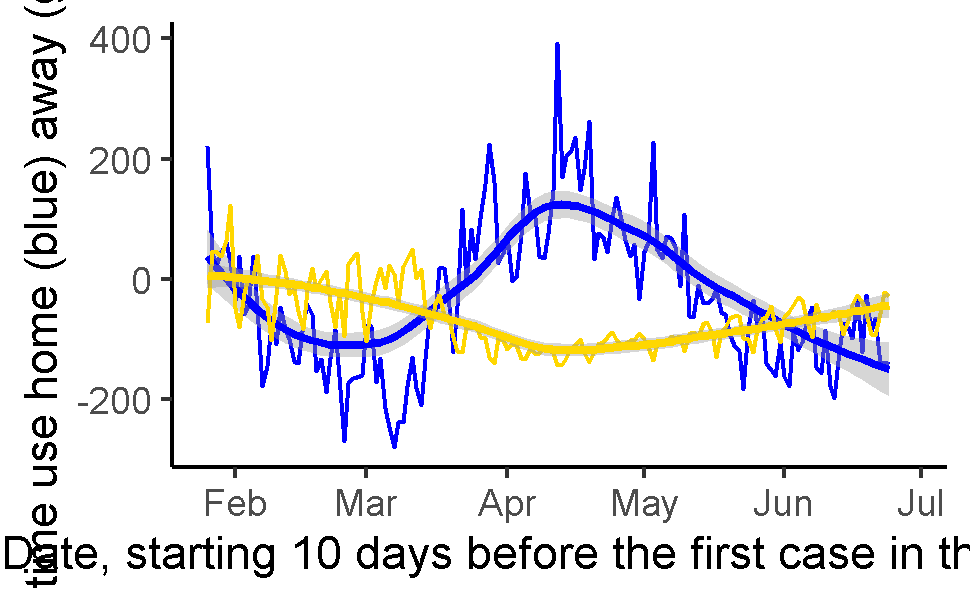 time use home (blue) away (
400
200
0
-200
Feb Mar Apr May Jun Jul
Date, starting 10 days before the first case in th